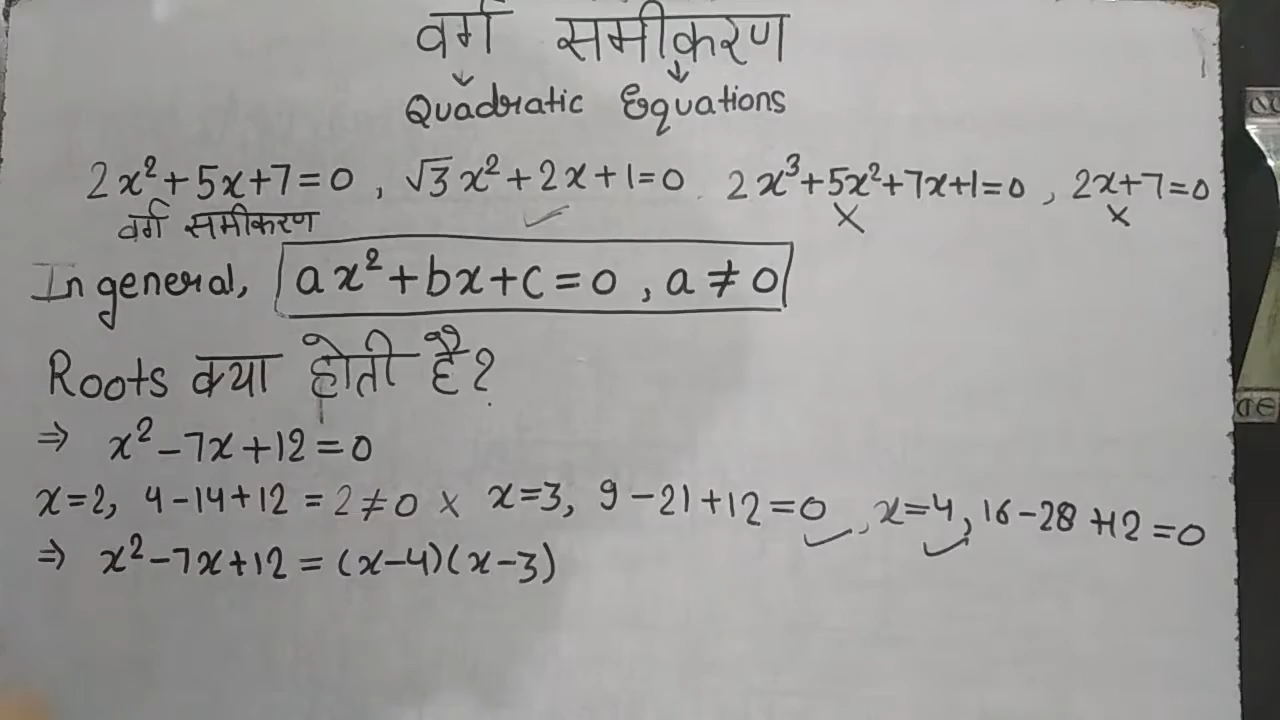 वर्ग समीकरण
↓ ↓
Quadratic Equations
2x²+5x+7=0, √3x²+2x+1=0 2x³+5x²+7x+1=0, 2x+7=0
वर्ग समीकरण ✓ × ×
In general, ax²+bx+c=0, a≠0
Roots क्या होती है?
⇒ x²-7x+12=0
x=2, 4-14+12=2≠0 × x=3, 9-21+12=0 ✓, x=4, 16-28+12=0 ✓
⇒ x²-7x+12=(x-4)(x-3)